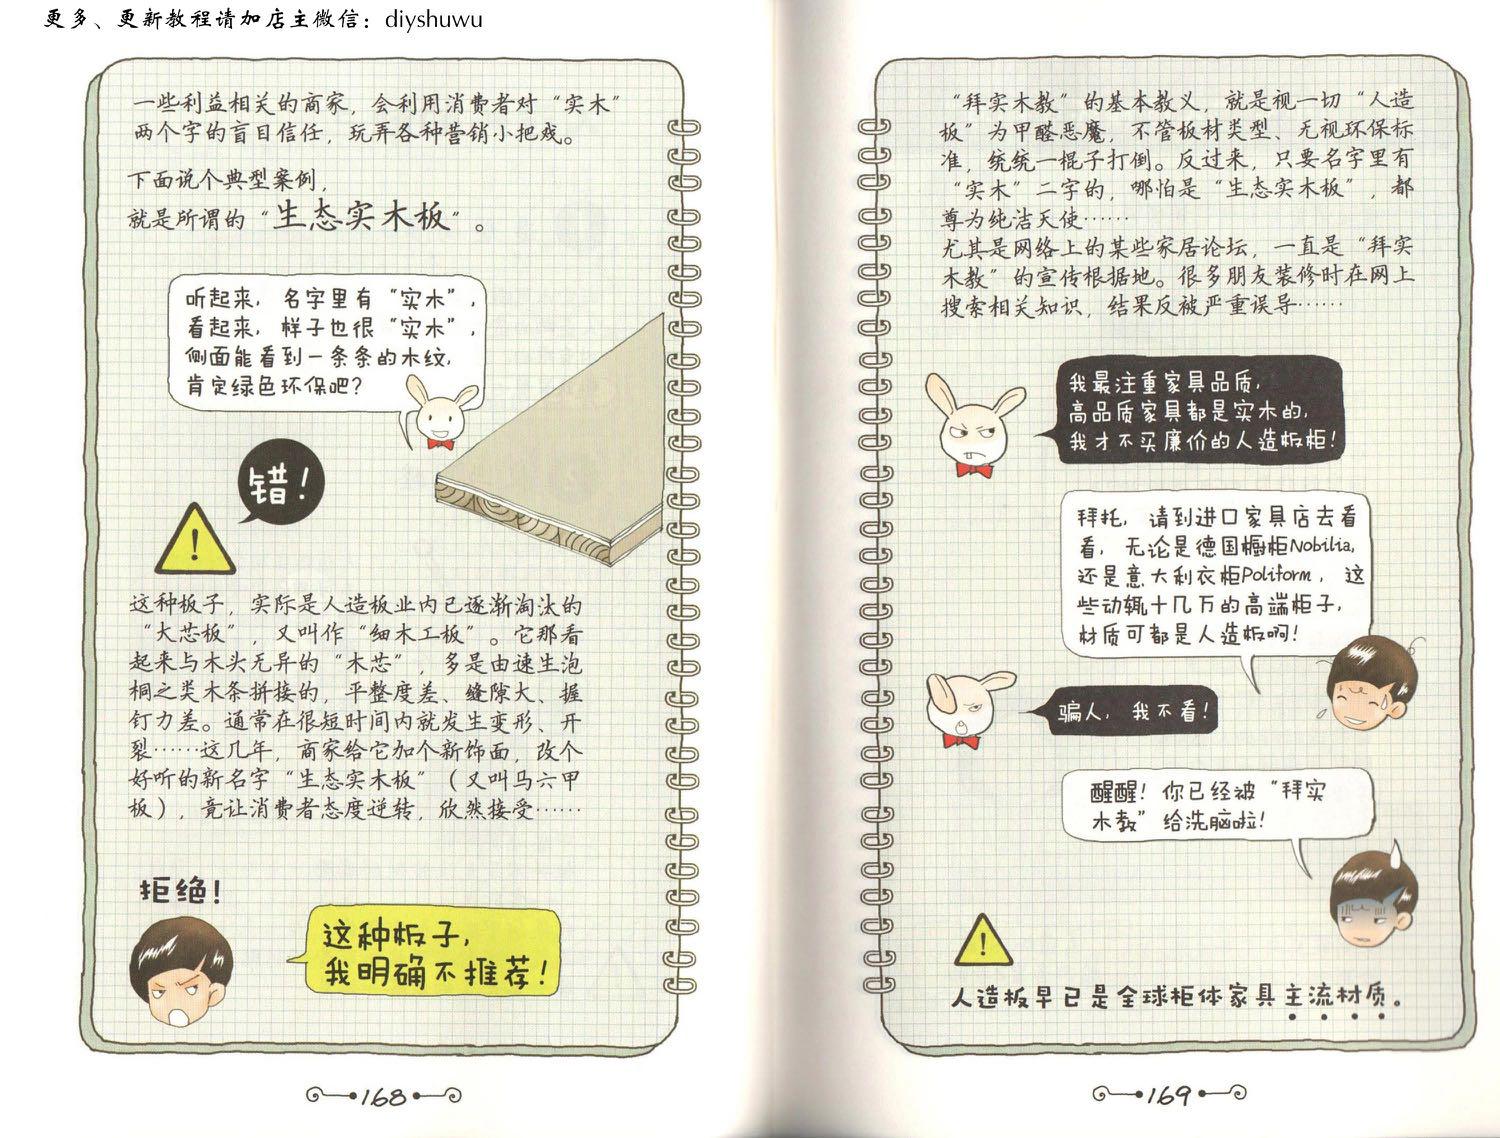 更多、更新教程请加店主微信：diyshuwu
一些利益相关的商家，会利用消费者对“实木”
两个字的盲目信任，玩弄各种营销小把戏。
下面说个典型案例，
就是所谓的“生态实木板”。
听起来，名字里有“实木”，
看起来，样子也很“实木”，
侧面能看到一条条的木纹，
肯定绿色环保吧？
错！
!
这种板子，实际是人造板业内已逐渐淘汰的
“大芯板”，又叫作“细木工板”。它那看
起来与木头无异的“木芯”，多是由速生泡
桐之类木条拼接的，平整度差、缝隙大、握
钉力差。通常在很短时间内就发生变形、开
裂……这几年，商家给它加个新饰面，改个
好听的新名字“生态实木板”（又叫马六甲
板），竟让消费者态度逆转，欣然接受……
拒绝！
这种板子，
我明确不推荐！
168
“拜实木教”的基本教义，就是视一切“人造
板”为甲醛恶魔，不管板材类型、无视环保标
准，统统一棍子打倒。反过来，只要名字里有
“实木”二字的，哪怕是“生态实木板”，都
尊为纯洁天使……
尤其是网络上的某些家居论坛，一直是“拜实
木教”的宣传根据地。很多朋友装修时在网上
搜索相关知识，结果反被严重误导……
我最注重家具品质，
高品质家具都是实木的，
我才不买廉价的人造板柜！
拜托，请到进口家具店去看
看，无论是德国橱柜Nobilia，
还是意大利衣柜Poliform，这
些动辄十几万的高端柜子，
材质可都是人造板啊！
骗人，我不看！
醒醒！你已经被“拜实
木教”给洗脑啦！
!
人造板早已是全球柜体家具主流材质。
169